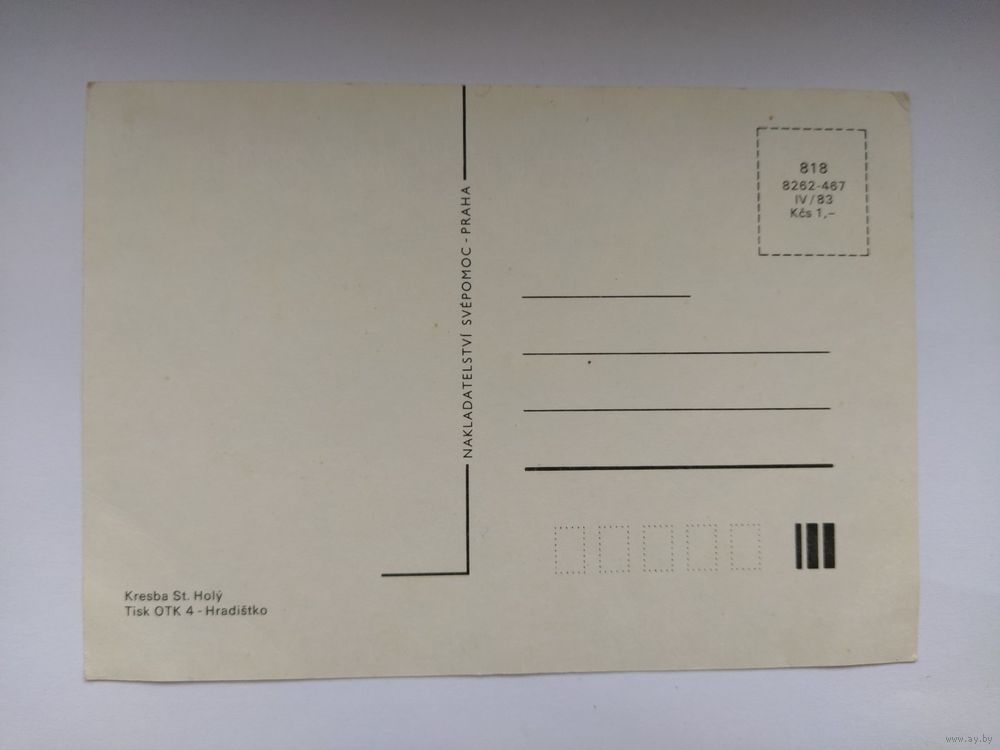 818
8262-467
IV/83
Kčs 1,-
NAKLADATELSTVÍ SVÉPOMOC - PRAHA
Kresba St. Holý
Tisk OTK 4 - Hradištko
www.ay.by